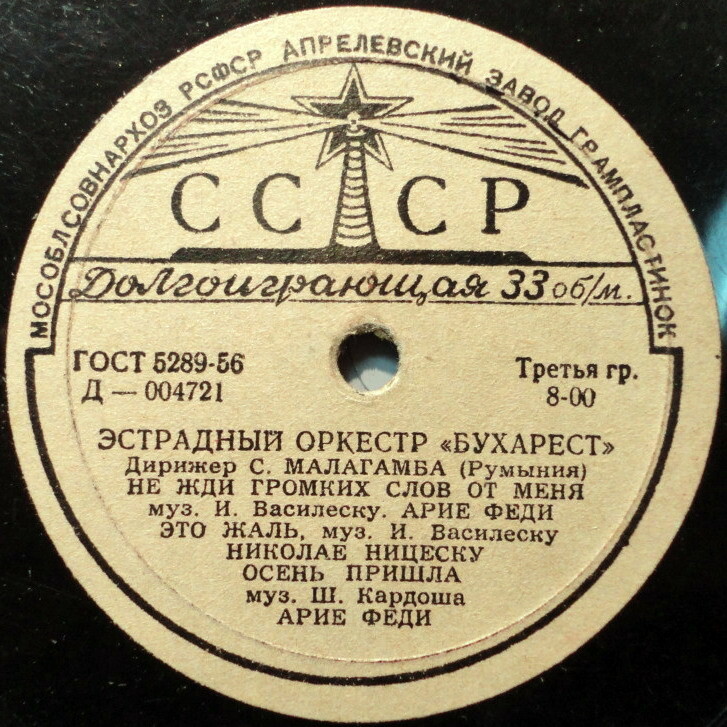 МОСОБЛСОВНАРХОЗ РСФСР АПРЕЛЕВСКИЙ ЗАВОД ГРАМПЛАСТИНОК
СССР
Долгоиграющая 33 об/м.
ГОСТ 5289-56
Д — 004721
Третья гр.
8-00
ЭСТРАДНЫЙ ОРКЕСТР «БУХАРЕСТ»
Дирижер С. МАЛАГАМБА (Румыния)
НЕ ЖДИ ГРОМКИХ СЛОВ ОТ МЕНЯ
муз. И. Василеску. АРИЕ ФЕДИ
ЭТО ЖАЛЬ, муз. И. Василеску
НИКОЛАЕ НИЦЕСКУ
ОСЕНЬ ПРИШЛА
муз. Ш. Кардоша
АРИЕ ФЕДИ